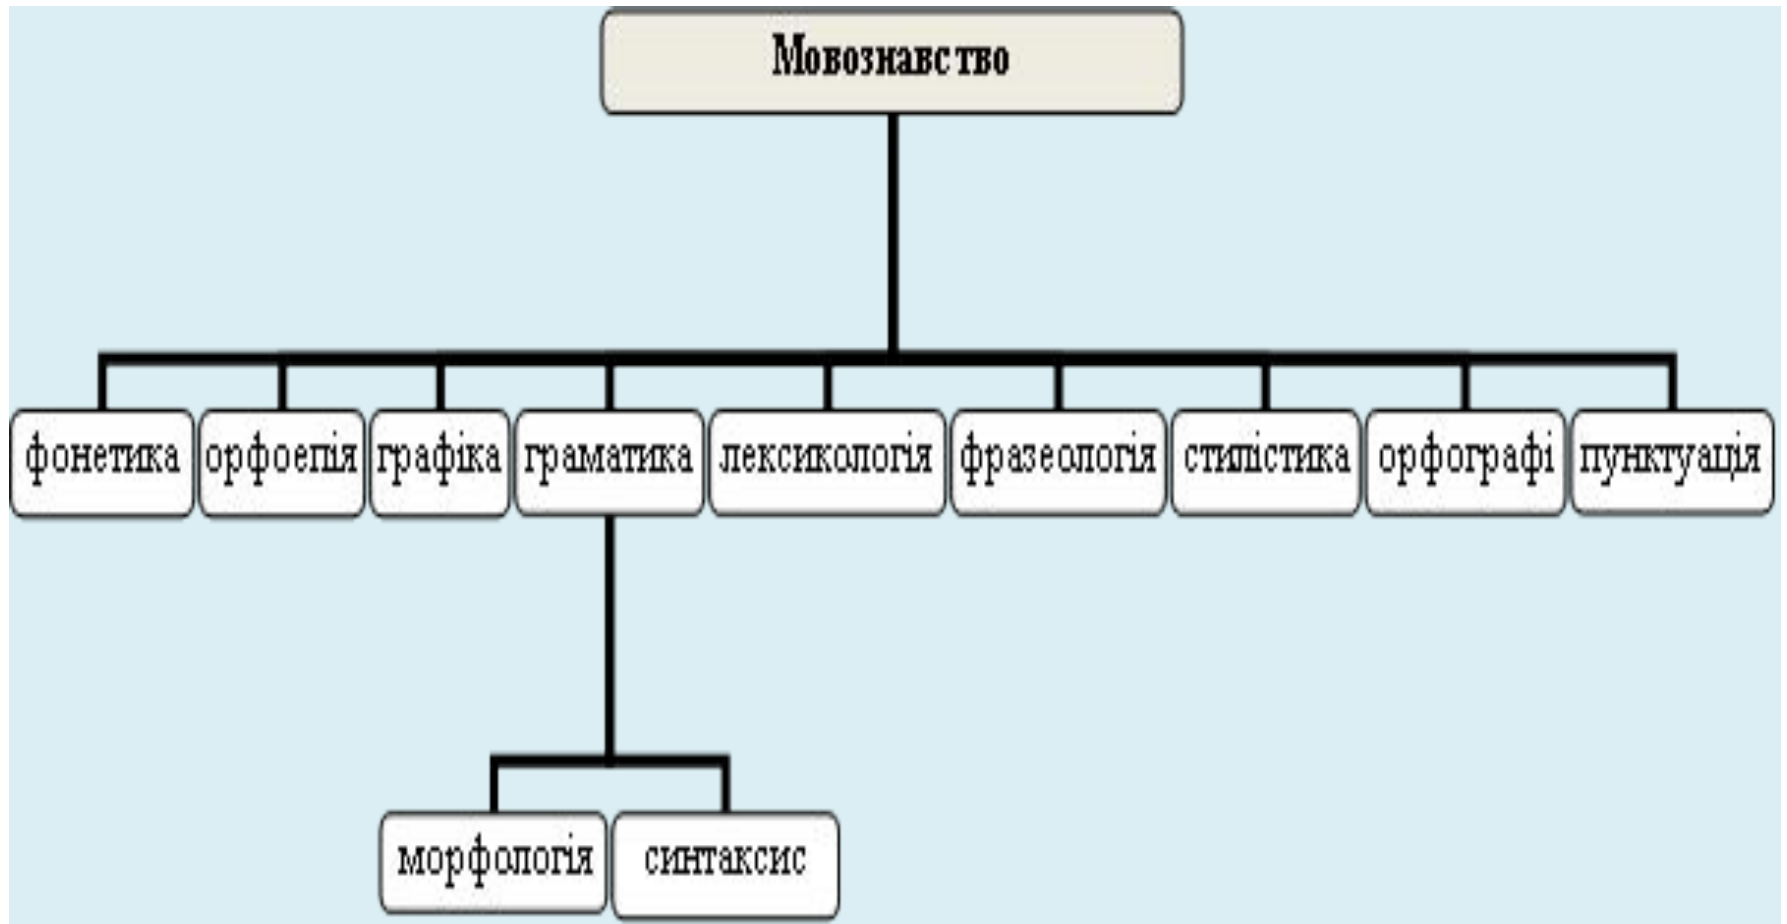 Мовознавство
фонетика
орфоепія
графіка
граматика
лексикологія
фразеологія
стилістика
орфографі
пунктуація
морфологія
синтаксис